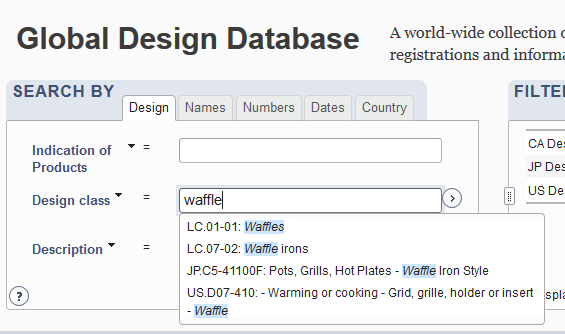 Global Design Database
A world-wide collection
registrations and informa
SEARCH BY
FILTE
Design
Names
Numbers
Dates
Country
Indication of
Products
=
Design class
=
waffle
Description
=
LC.01-01: Waffles
LC.07-02: Waffle irons
JP.C5-41100F: Pots, Grills, Hot Plates - Waffle Iron Style
US.D07-410: - Warming or cooking - Grid, grille, holder or insert
- Waffle
?
CA Des
JP Des
US De
spla